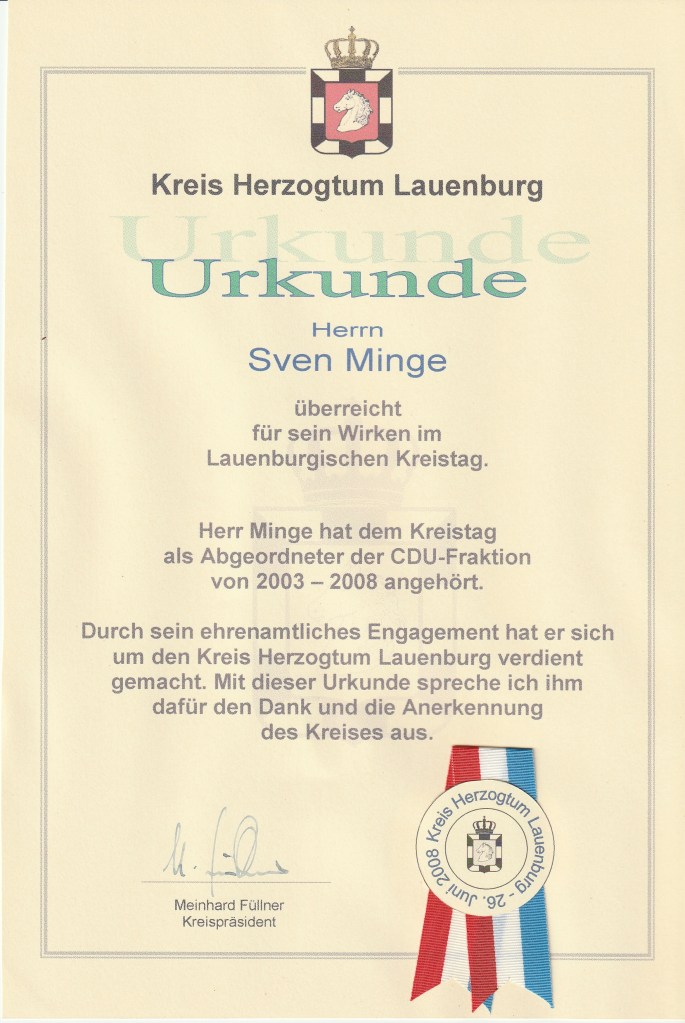 Kreis Herzogtum Lauenburg
Urkunde
Urkunde
Herrn
Sven Minge
überreicht
für sein Wirken im
Lauenburgischen Kreistag.
Herr Minge hat dem Kreistag
als Abgeordneter der CDU-Fraktion
von 2003 – 2008 angehört.
Durch sein ehrenamtliches Engagement hat er sich
um den Kreis Herzogtum Lauenburg verdient
gemacht. Mit dieser Urkunde spreche ich ihm
dafür den Dank und die Anerkennung
des Kreises aus.
Meinhard Füllner
Kreispräsident
Kreis Herzogtum Lauenburg - 26. Juni 2008